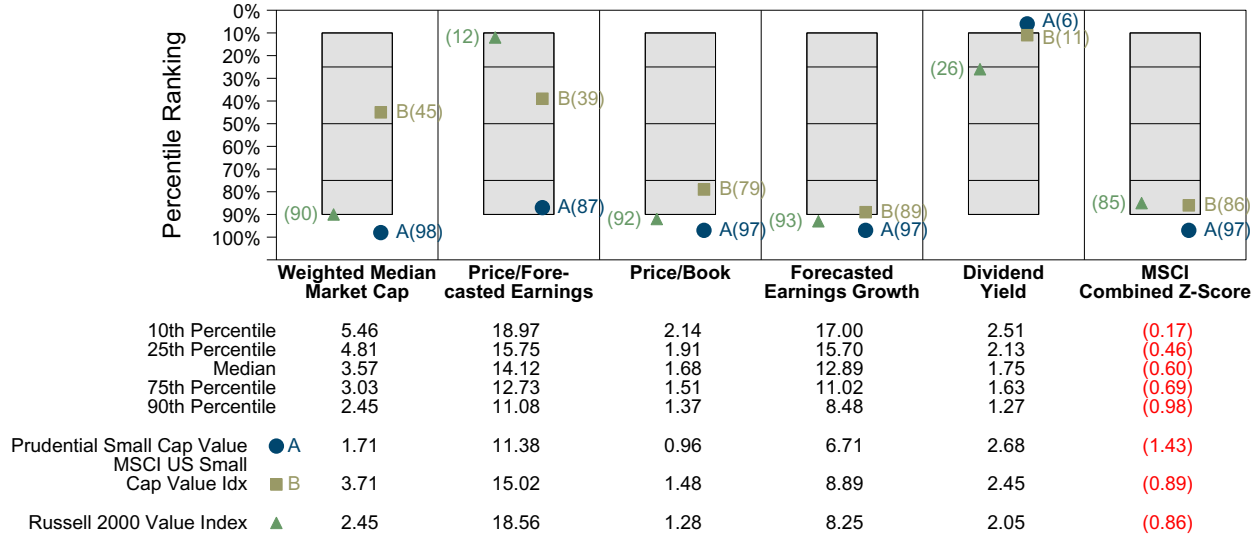 0%
10%
20%
30%
40%
50%
60%
70%
80%
90%
100%
Percentile Ranking
(90)
B(45)
A(98)
(12)
B(39)
A(87)
(92)
B(79)
A(97)
(93)
B(89)
A(97)
(26)
A(6)
B(11)
(85)
B(86)
A(97)
Weighted Median
Market Cap
Price/Fore-
casted Earnings
Price/Book
Forecasted
Earnings Growth
Dividend
Yield
MSCI
Combined Z-Score
10th Percentile 5.46 18.97 2.14 17.00 2.51 (0.17)
25th Percentile 4.81 15.75 1.91 15.70 2.13 (0.46)
Median 3.57 14.12 1.68 12.89 1.75 (0.60)
75th Percentile 3.03 12.73 1.51 11.02 1.63 (0.69)
90th Percentile 2.45 11.08 1.37 8.48 1.27 (0.98)
Prudential Small Cap Value A 1.71 11.38 0.96 6.71 2.68 (1.43)
MSCI US Small
Cap Value Idx B 3.71 15.02 1.48 8.89 2.45 (0.89)
Russell 2000 Value Index 2.45 18.56 1.28 8.25 2.05 (0.86)